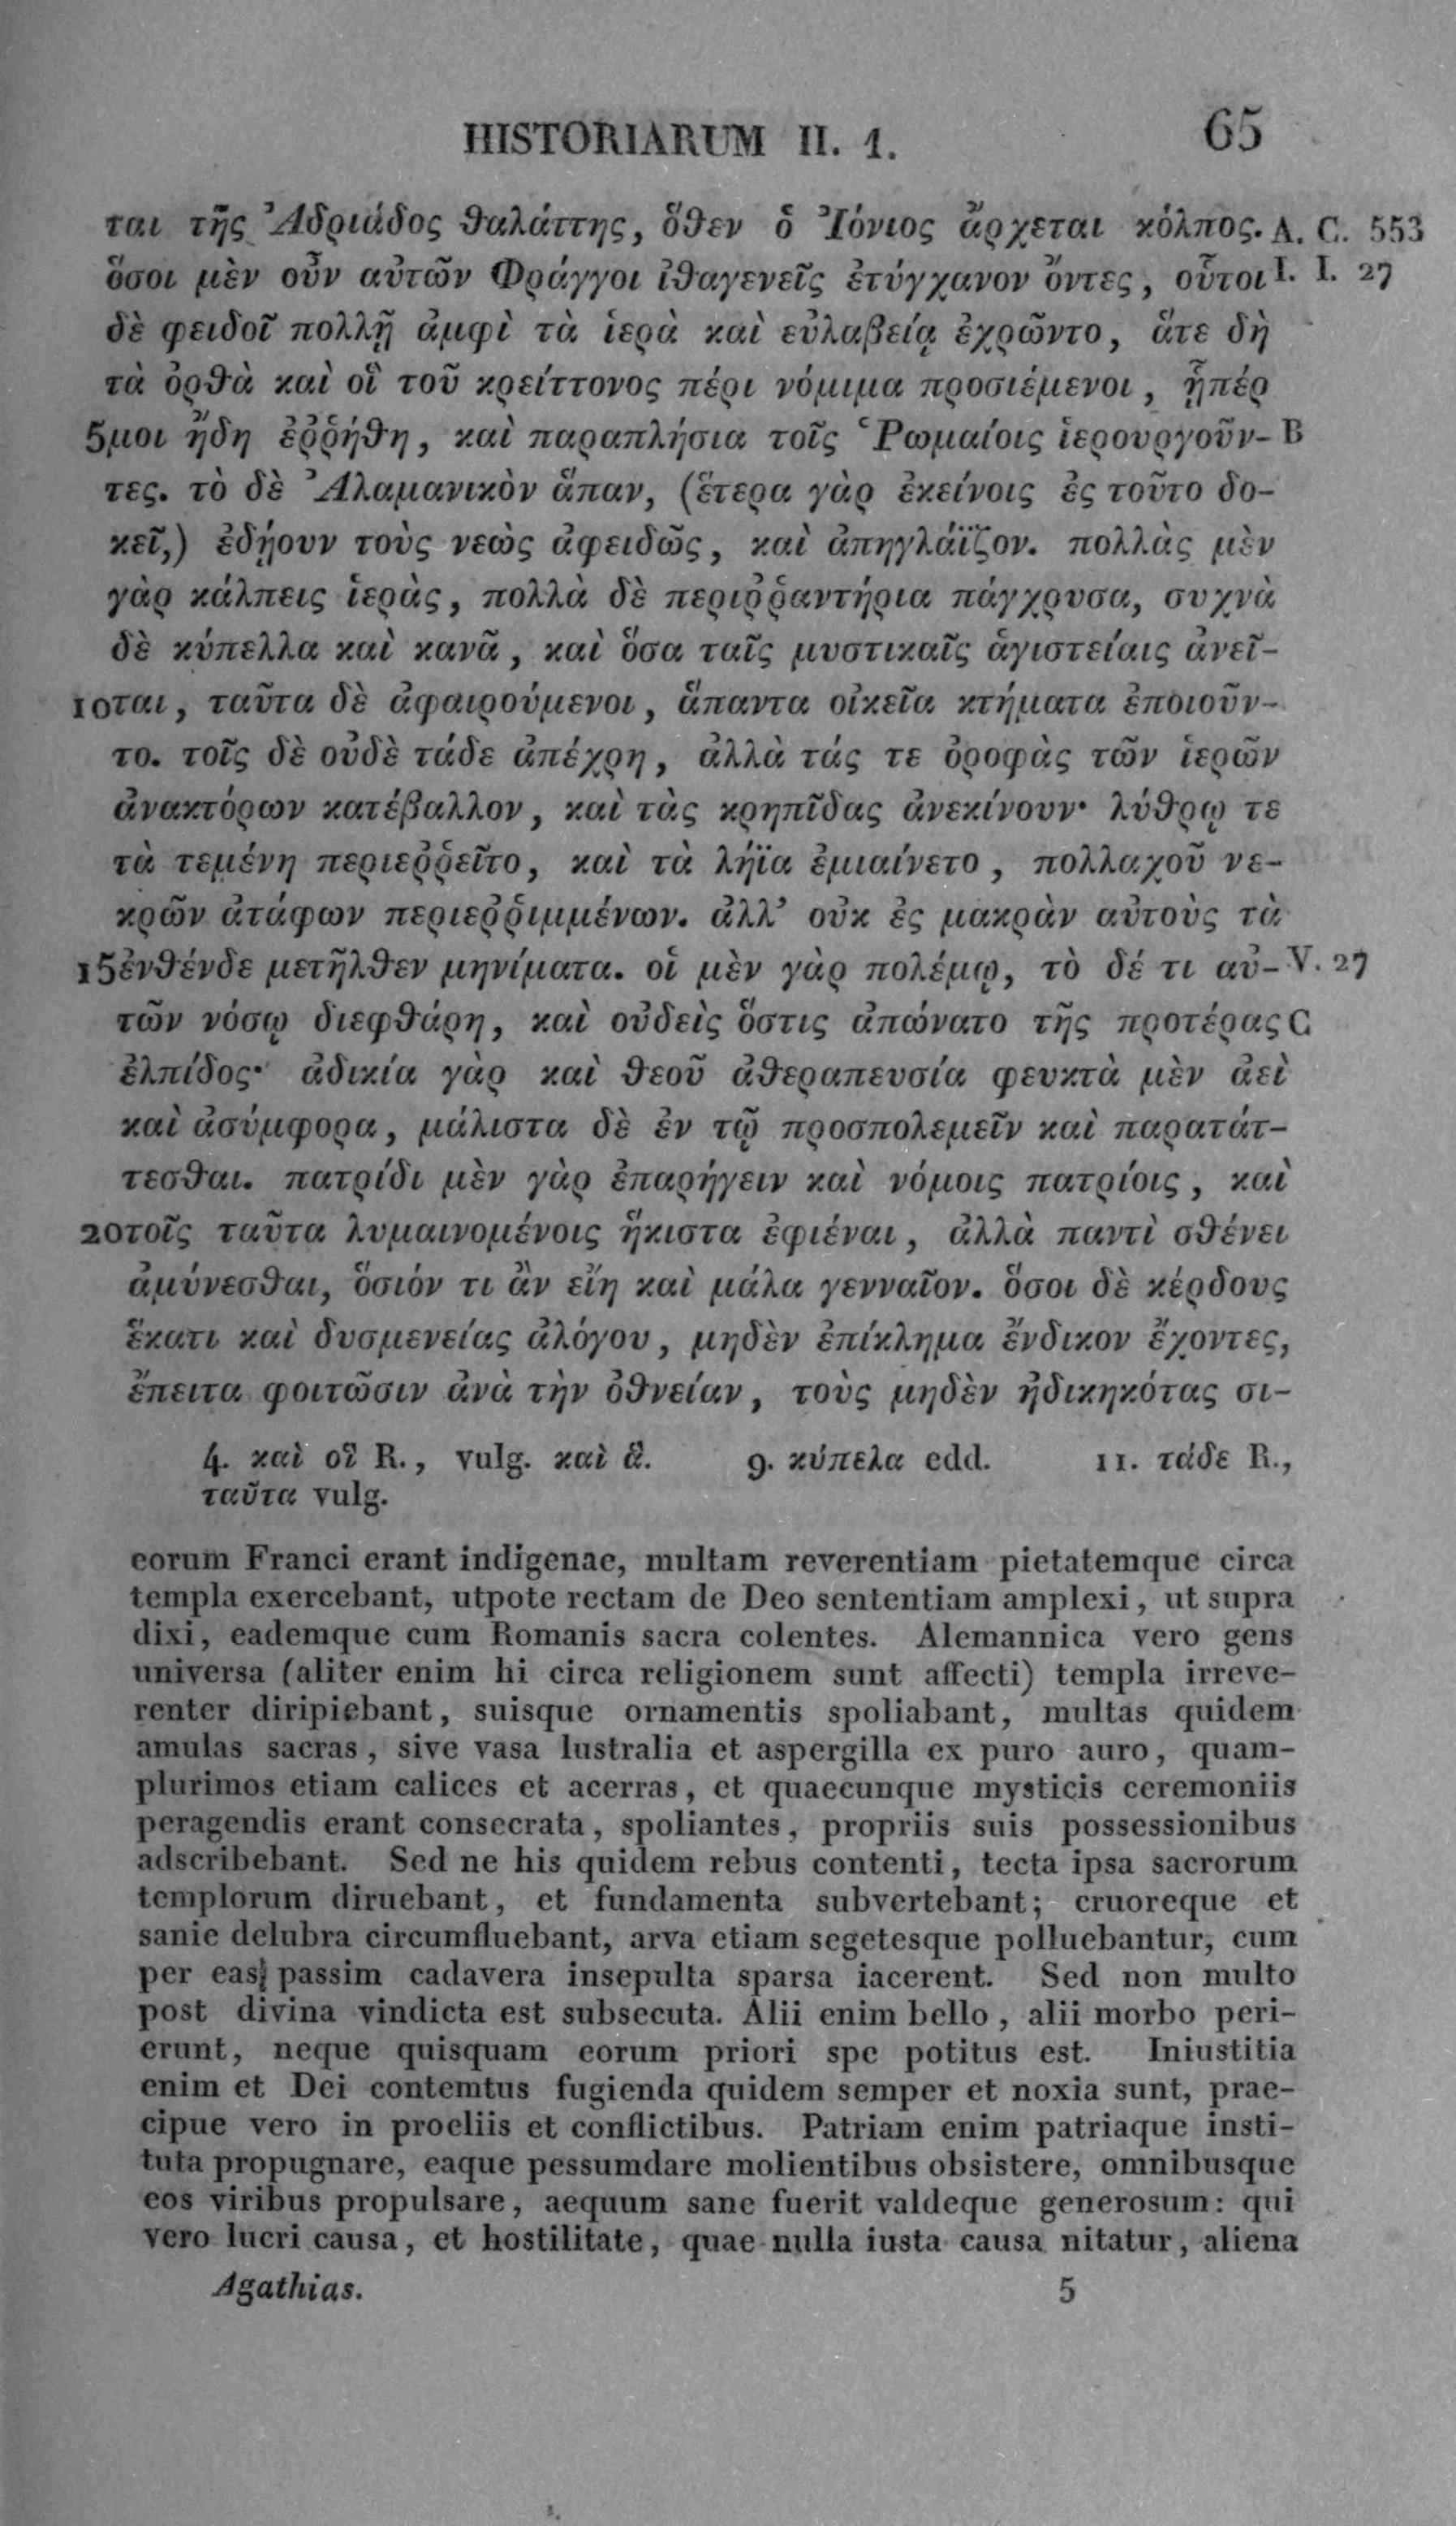 HISTORIARUM II. 1. 65
ται τῆς Ἀδριάδος θαλάττης, ὅθεν ὁ Ἰόνιος ἄρχεται κόλπος. A. C. 553
ὅσοι μὲν οὖν αὐτῶν Φράγγοι ἰθαγενεῖς ἐτύγχανον ὄντες, οὗτοι I. I. 27
δὲ φειδοῖ πολλῇ ἀμφὶ τὰ ἱερὰ καὶ εὐλαβείᾳ ἐχρῶντο, ἅτε δὴ
τὰ ὀρθὰ καὶ οἳ τοῦ κρείττονος πέρι νόμιμα προσιέμενοι, ᾗπέρ
5 μοι ἤδη ἐῤῥήθη, καὶ παραπλήσια τοῖς Ῥωμαίοις ἱερουργοῦν- B
τες. τὸ δὲ Ἀλαμανικὸν ἅπαν, (ἕτερα γὰρ ἐκείνοις ἐς τοῦτο δο-
κεῖ,) ἐδῄουν τοὺς νεὼς ἀφειδῶς, καὶ ἀπηγλάϊζον. πολλὰς μὲν
γὰρ κάλπεις ἱεράς, πολλὰ δὲ περιῤῥαντήρια πάγχρυσα, συχνὰ
δὲ κύπελλα καὶ κανᾶ, καὶ ὅσα ταῖς μυστικαῖς ἁγιστείαις ἀνεῖ-
10 ται, ταῦτα δὲ ἀφαιρούμενοι, ἅπαντα οἰκεῖα κτήματα ἐποιοῦν-
το. τοῖς δὲ οὐδὲ τάδε ἀπέχρη, ἀλλὰ τάς τε ὀροφὰς τῶν ἱερῶν
ἀνακτόρων κατέβαλλον, καὶ τὰς κρηπῖδας ἀνεκίνουν· λύθρῳ τε
τὰ τεμένη περιεῤῥεῖτο, καὶ τὰ λήϊα ἐμιαίνετο, πολλαχοῦ νε-
κρῶν ἀτάφων περιεῤῥιμμένων. ἀλλ’ οὐκ ἐς μακρὰν αὐτοὺς τὰ
15 ἐνθένδε μετῆλθεν μηνίματα. οἱ μὲν γὰρ πολέμῳ, τὸ δέ τι αὐ- V. 27
τῶν νόσῳ διεφθάρη, καὶ οὐδεὶς ὅστις ἀπώνατο τῆς προτέρας C
ἐλπίδος· ἀδικία γὰρ καὶ θεοῦ ἀθεραπευσία φευκτὰ μὲν ἀεὶ
καὶ ἀσύμφορα, μάλιστα δὲ ἐν τῷ προσπολεμεῖν καὶ παρατάτ-
τεσθαι. πατρίδι μὲν γὰρ ἐπαρήγειν καὶ νόμοις πατρίοις, καὶ
20 τοῖς ταῦτα λυμαινομένοις ἥκιστα ἐφιέναι, ἀλλὰ παντὶ σθένει
ἀμύνεσθαι, ὅσιόν τι ἂν εἴη καὶ μάλα γενναῖον. ὅσοι δὲ κέρδους
ἕκατι καὶ δυσμενείας ἀλόγου, μηδὲν ἐπίκλημα ἔνδικον ἔχοντες,
ἔπειτα φοιτῶσιν ἀνὰ τὴν ὀθνείαν, τοὺς μηδὲν ἠδικηκότας σι-
4. καὶ οἳ R., vulg. καὶ ἃ. 9. κύπελα edd. 11. τάδε R.,
ταῦτα vulg.
eorum Franci erant indigenae, multam reverentiam pietatemque circa
templa exercebant, utpote rectam de Deo sententiam amplexi, ut supra
dixi, eademque cum Romanis sacra colentes. Alemannica vero gens
universa (aliter enim hi circa religionem sunt affecti) templa irreve-
renter diripiebant, suisque ornamentis spoliabant, multas quidem
amulas sacras, sive vasa lustralia et aspergilla ex puro auro, quam-
plurimos etiam calices et acerras, et quaecunque mysticis ceremoniis
peragendis erant consecrata, spoliantes, propriis suis possessionibus
adscribebant. Sed ne his quidem rebus contenti, tecta ipsa sacrorum
templorum diruebant, et fundamenta subvertebant; cruoreque et
sanie delubra circumfluebant, arva etiam segetesque polluebantur, cum
per eas passim cadavera insepulta sparsa iacerent. Sed non multo
post divina vindicta est subsecuta. Alii enim bello, alii morbo peri-
erunt, neque quisquam eorum priori spe potitus est. Iniustitia
enim et Dei contemtus fugienda quidem semper et noxia sunt, prae-
cipue vero in proeliis et conflictibus. Patriam enim patriaque insti-
tuta propugnare, eaque pessumdare molientibus obsistere, omnibusque
eos viribus propulsare, aequum sane fuerit valdeque generosum: qui
vero lucri causa, et hostilitate, quae nulla iusta causa nitatur, aliena
Agathias. 5